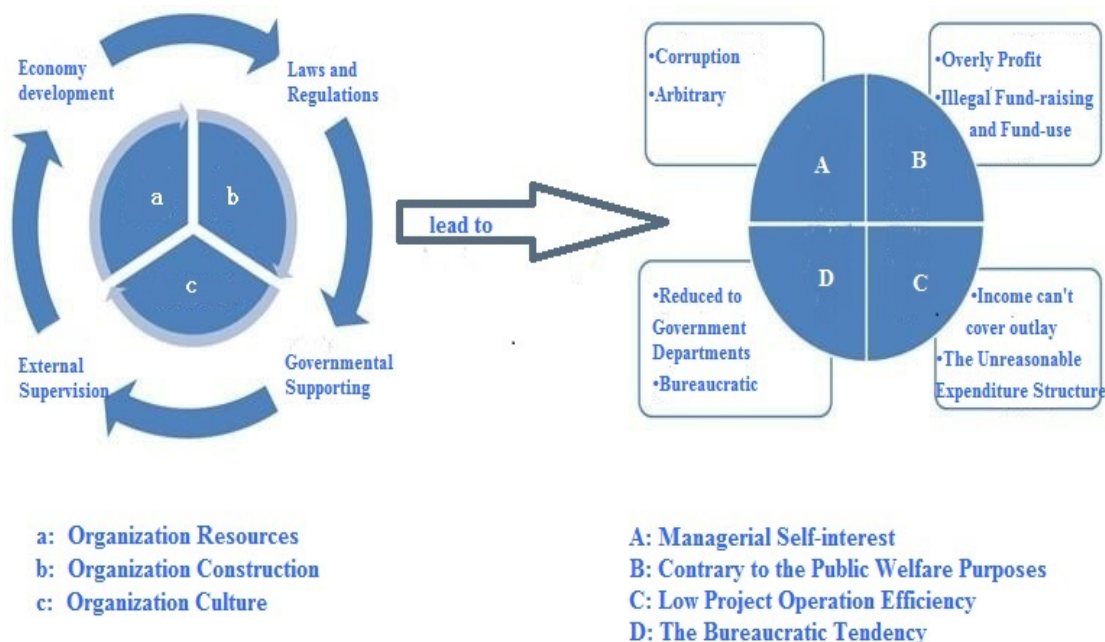 Economy
development
Laws and
Regulations
a
b
c
External
Supervision
Governmental
Supporting
lead to
•Corruption
•Arbitrary
•Overly Profit
•Illegal Fund-raising
and Fund-use
A
B
D
C
•Reduced to
Government
Departments
•Bureaucratic
•Income can't
cover outlay
•The Unreasonable
Expenditure Structure
a: Organization Resources
b: Organization Construction
c: Organization Culture
A: Managerial Self-interest
B: Contrary to the Public Welfare Purposes
C: Low Project Operation Efficiency
D: The Bureaucratic Tendency